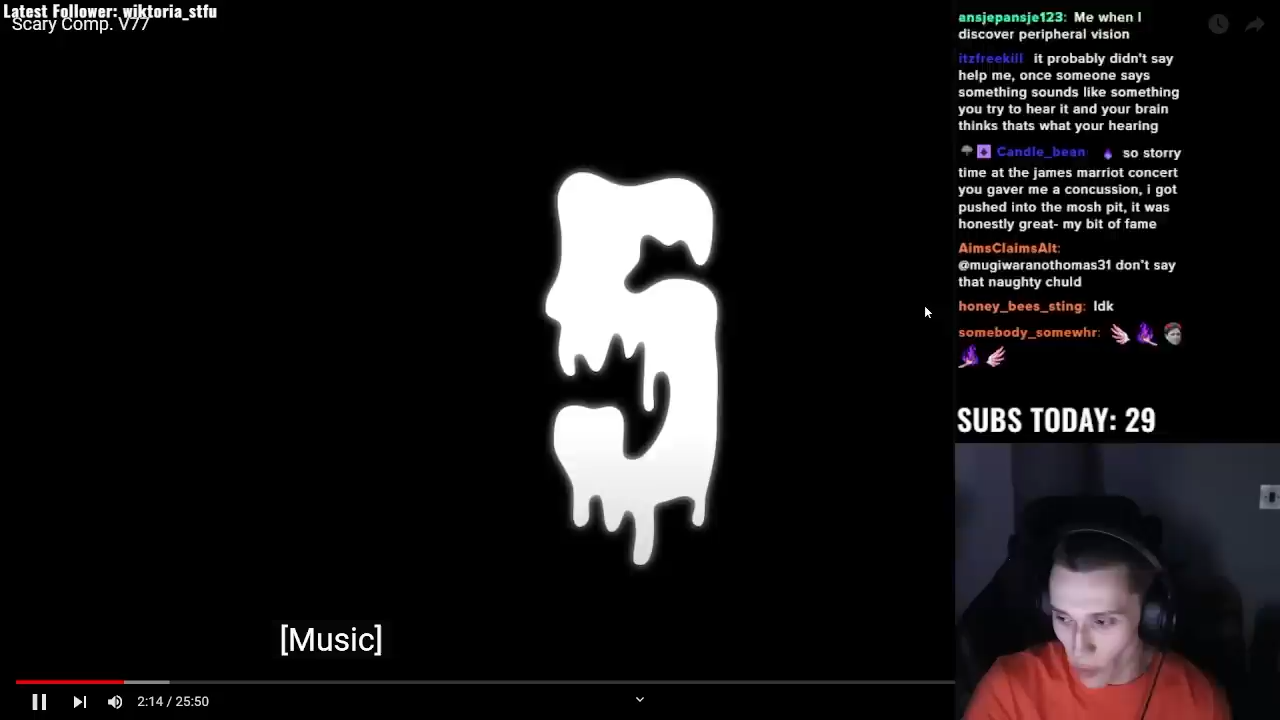 Latest Follower: wiktoria_stfu
Scary Comp. V77
5
[Music]
2:14 / 25:50
ansjepansje123: Me when I
discover peripheral vision
itzfreekill it probably didn't say
help me, once someone says
something sounds like something
you try to hear it and your brain
thinks thats what your hearing
Candle_bean so storry
time at the james marriot concert
you gaver me a concussion, i got
pushed into the mosh pit, it was
honestly great- my bit of fame
AimsClaimsAlt:
@mugiwaranothomas31 don't say
that naughty chuld
honey_bees_sting: Idk
somebody_somewhr:
SUBS TODAY: 29